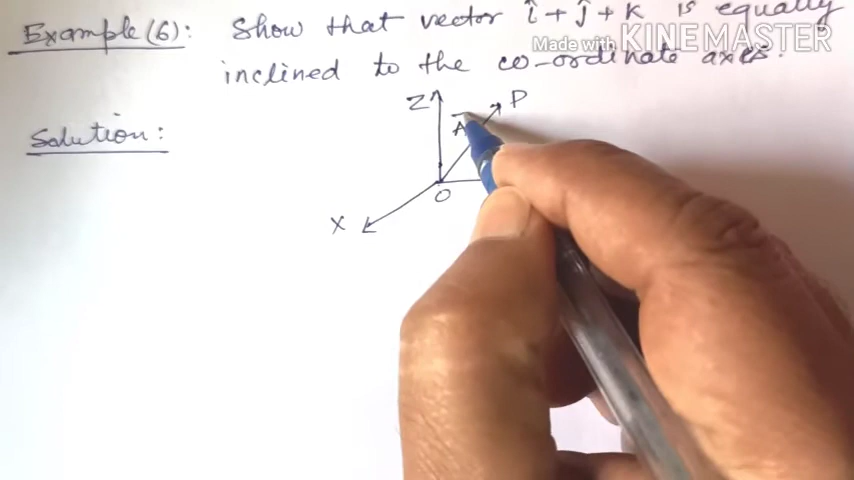 Example (6): Show that vector î + ĵ + k is equally
inclined to the co-ordinate axes.
Made with KINEMASTER
Solution:
Z P
A
O
X